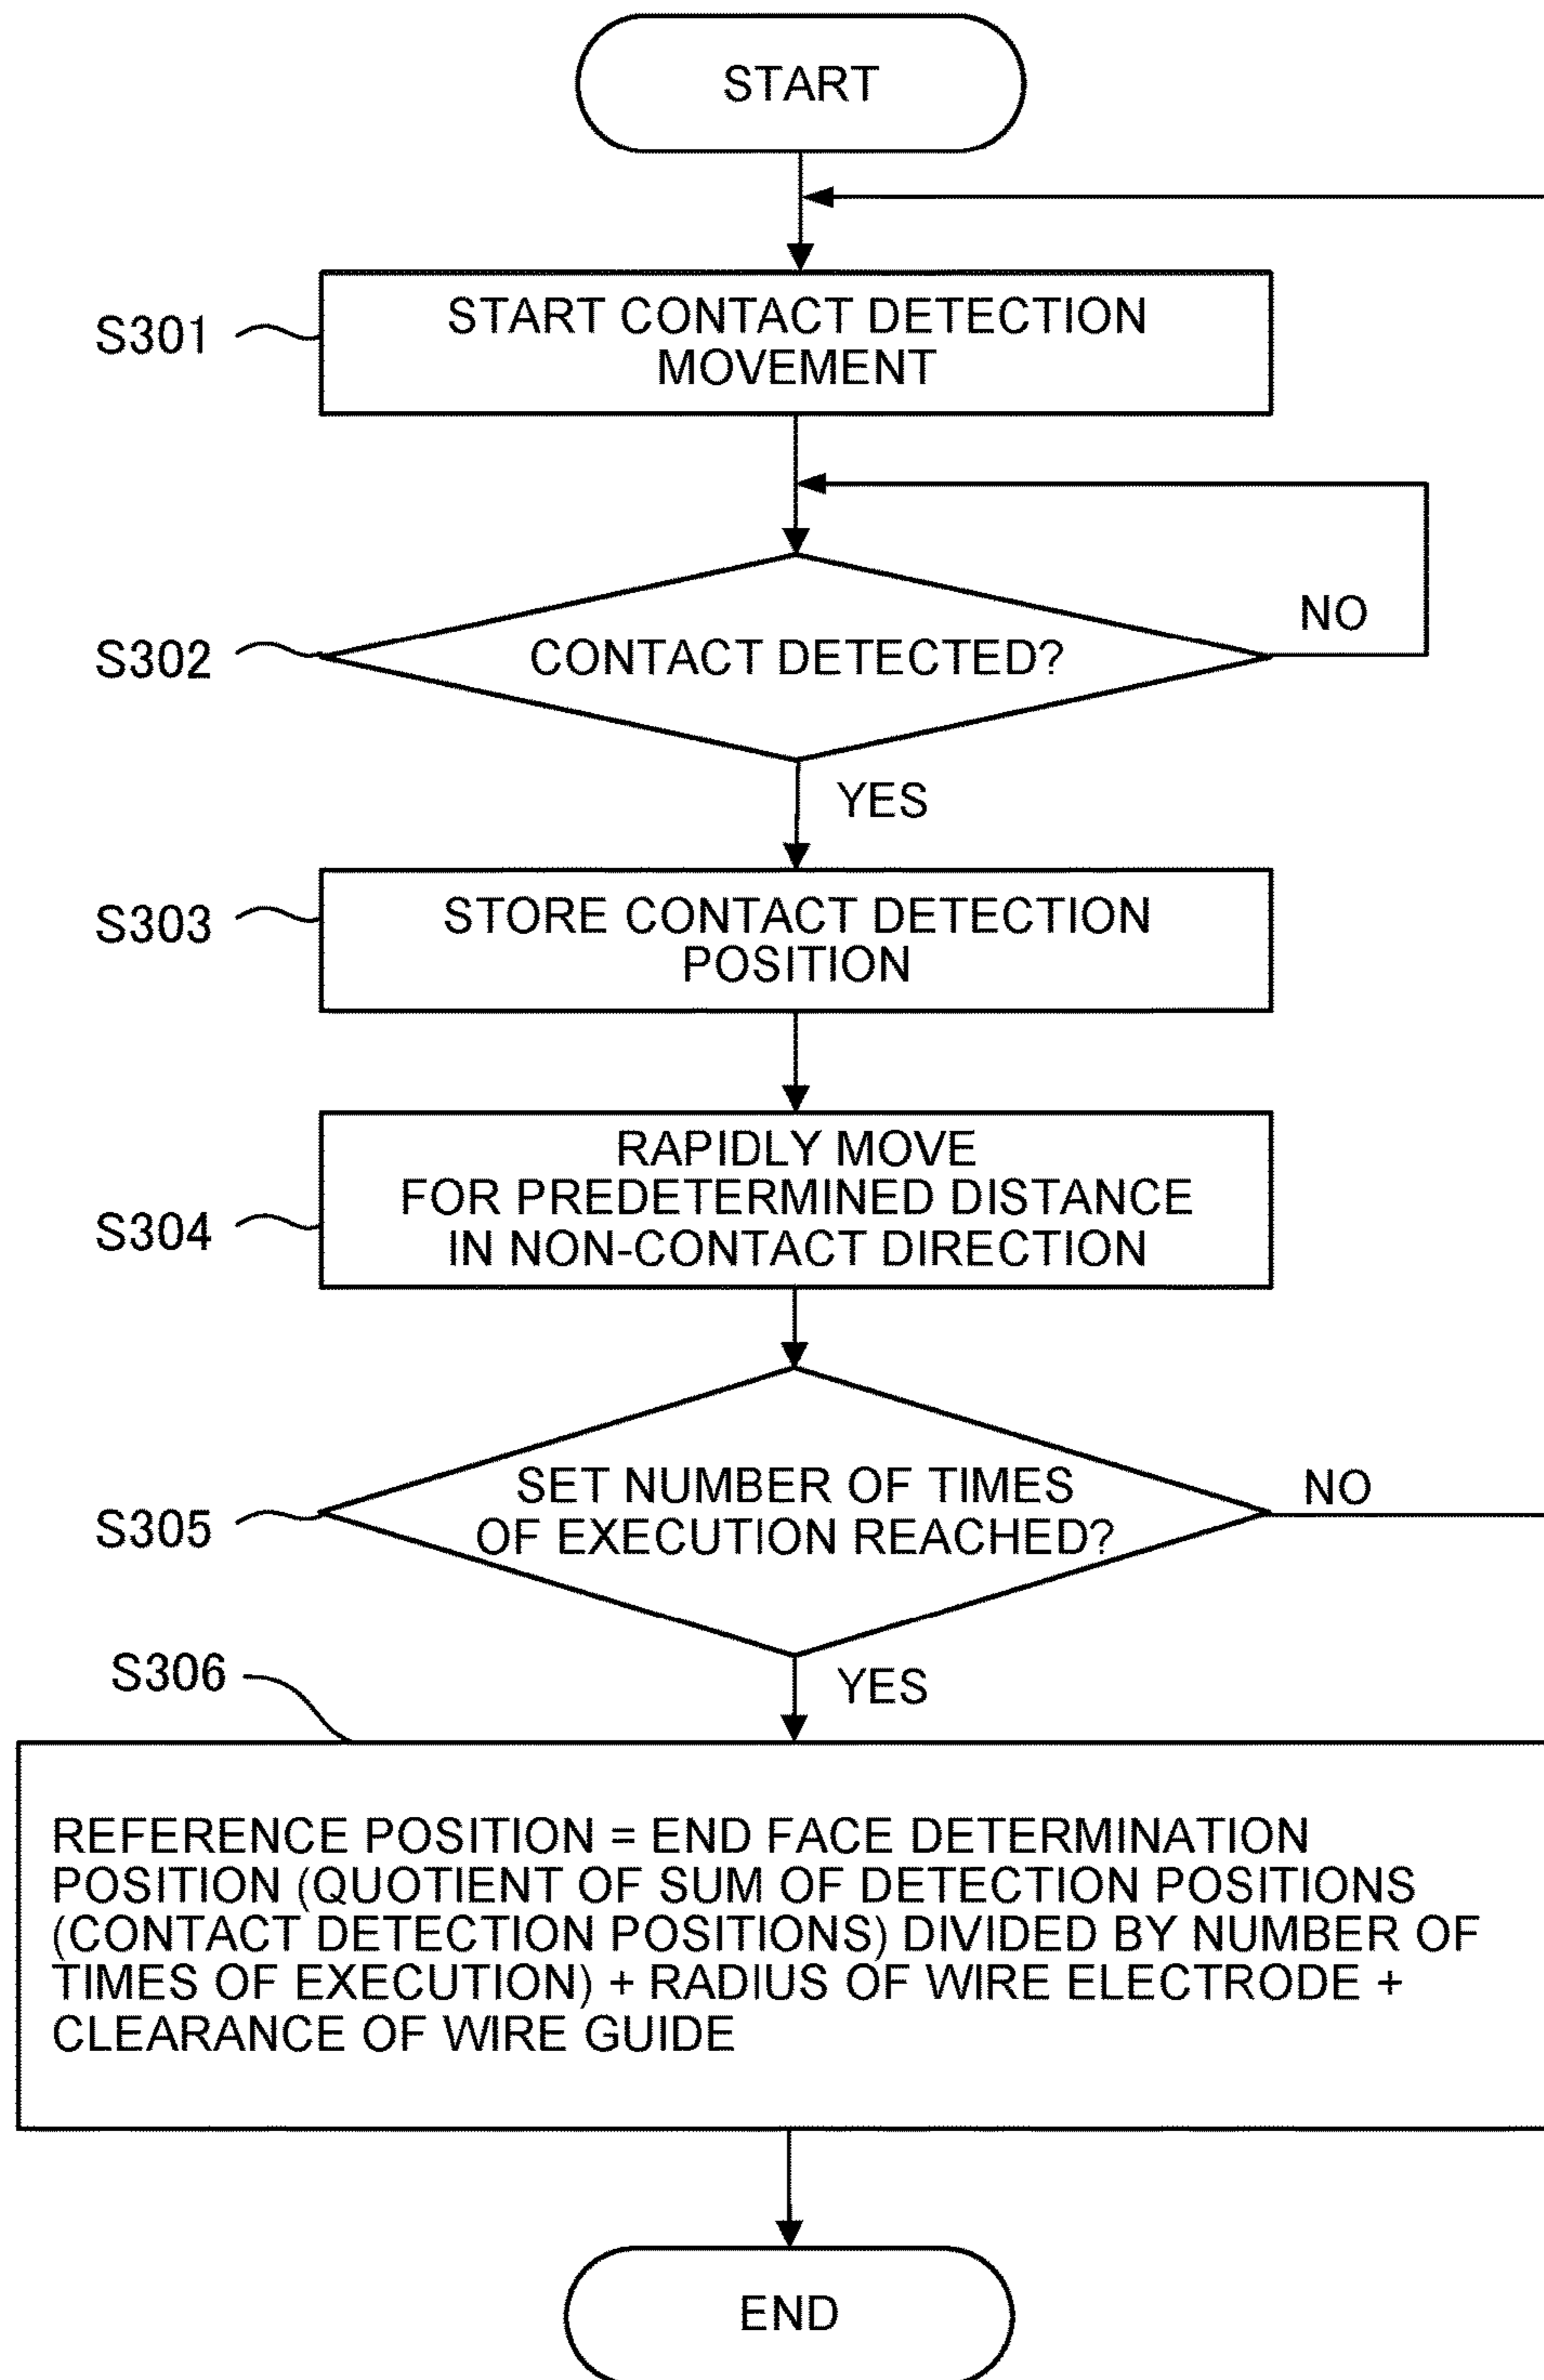 START
S301
START CONTACT DETECTION
MOVEMENT
NO
S302
CONTACT DETECTED?
YES
S303
STORE CONTACT DETECTION
POSITION
RAPIDLY MOVE
FOR PREDETERMINED DISTANCE
S304
IN NON-CONTACT DIRECTION
SET NUMBER OF TIMES
NO
S305
OF EXECUTION REACHED?
S306
YES
REFERENCE POSITION = END FACE DETERMINATION
POSITION (QUOTIENT OF SUM OF DETECTION POSITIONS
(CONTACT DETECTION POSITIONS) DIVIDED BY NUMBER OF
TIMES OF EXECUTION) + RADIUS OF WIRE ELECTRODE +
CLEARANCE OF WIRE GUIDE
END